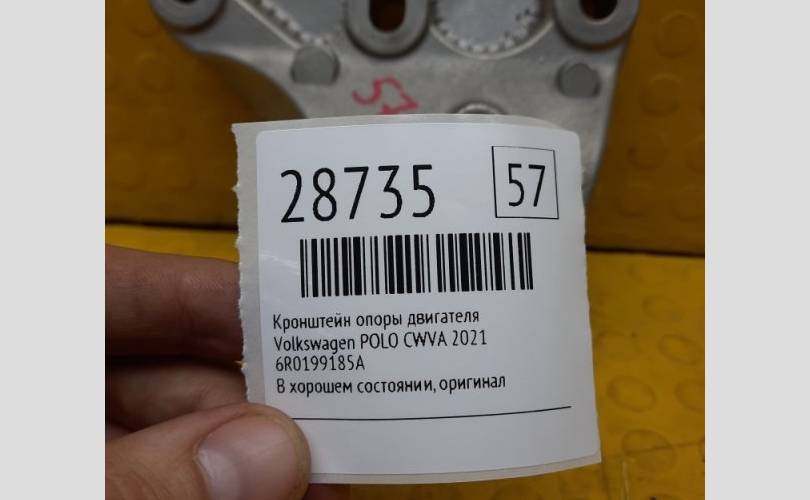 28735
57
Кронштейн опоры двигателя
Volkswagen POLO CWVA 2021
6R0199185A
В хорошем состоянии, оригинал